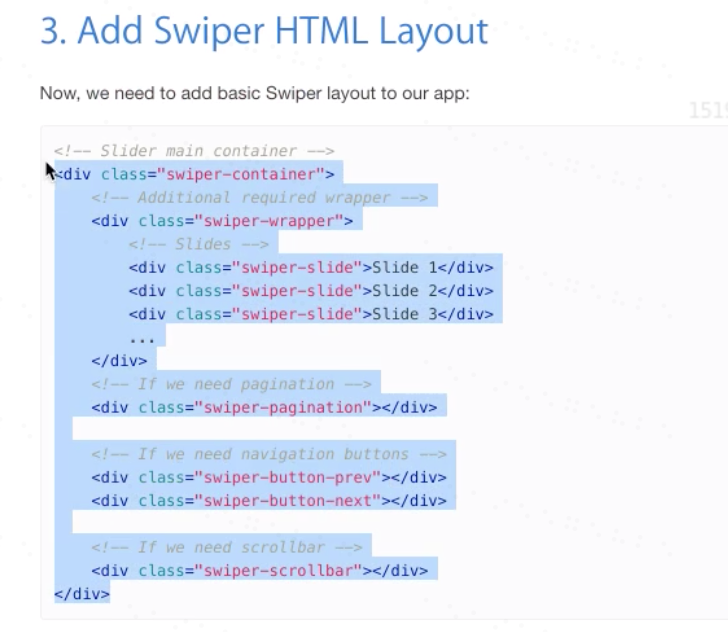 3. Add Swiper HTML Layout
Now, we need to add basic Swiper layout to our app:
<!-- Slider main container -->
<div class="swiper-container">
    <!-- Additional required wrapper -->
    <div class="swiper-wrapper">
        <!-- Slides -->
        <div class="swiper-slide">Slide 1</div>
        <div class="swiper-slide">Slide 2</div>
        <div class="swiper-slide">Slide 3</div>
        ...
    </div>
    <!-- If we need pagination -->
    <div class="swiper-pagination"></div>

    <!-- If we need navigation buttons -->
    <div class="swiper-button-prev"></div>
    <div class="swiper-button-next"></div>

    <!-- If we need scrollbar -->
    <div class="swiper-scrollbar"></div>
</div>